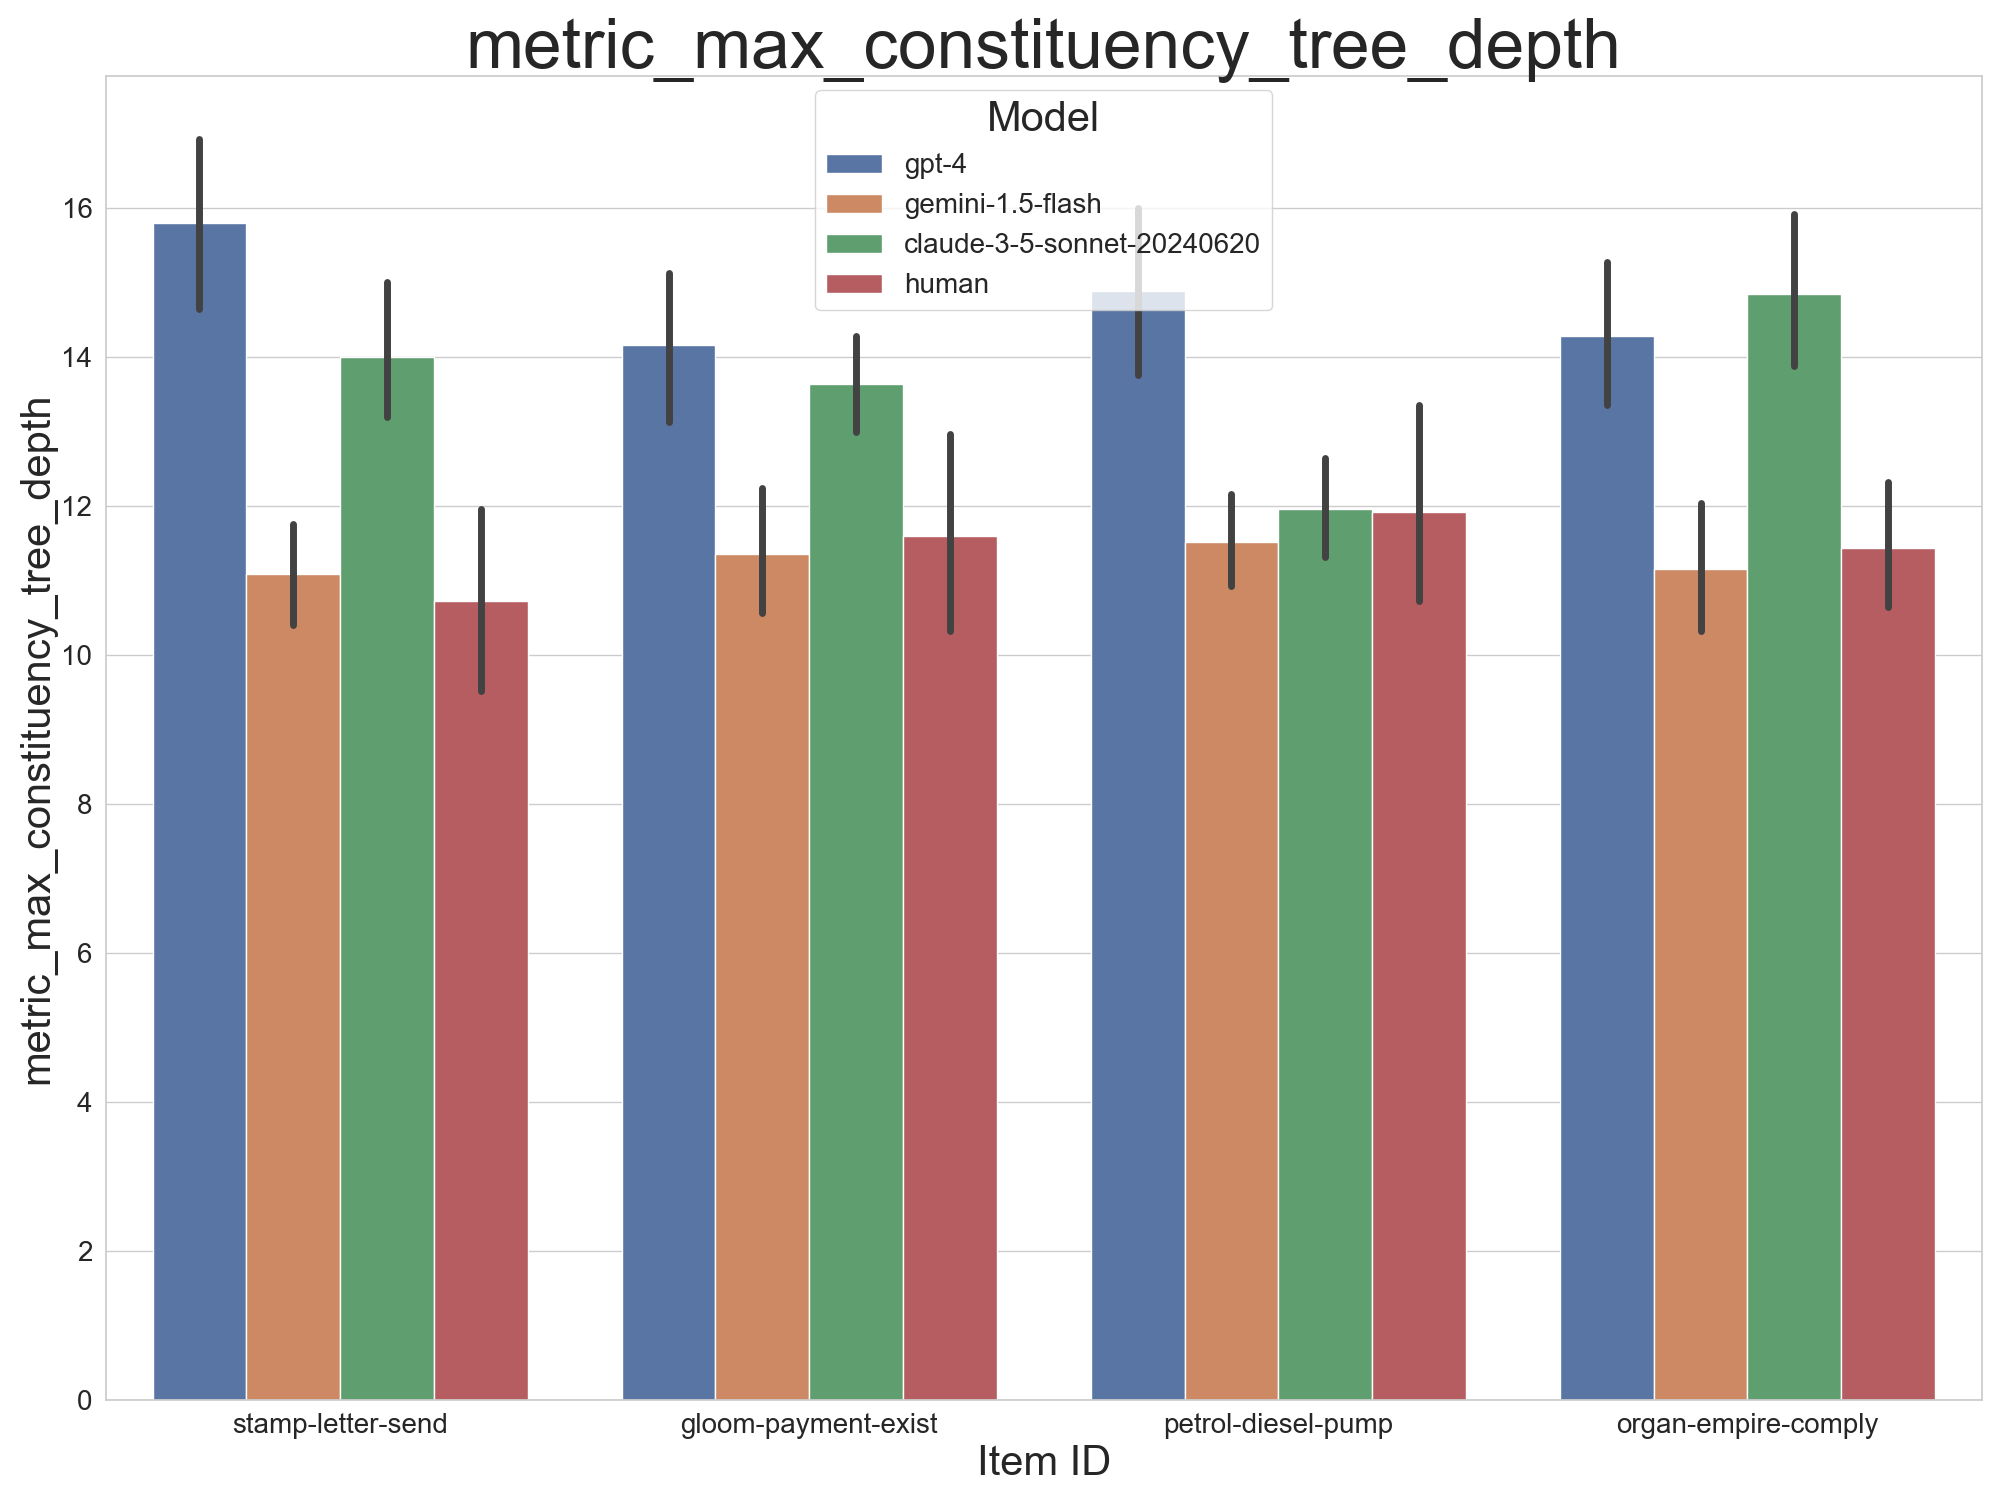 metric_max_constituency_tree_depth
Model
gpt-4
gemini-1.5-flash
claude-3-5-sonnet-20240620
human
metric_max_constituency_tree_depth
16
14
12
10
8
6
4
2
0
stamp-letter-send gloom-payment-exist petrol-diesel-pump organ-empire-comply
Item ID